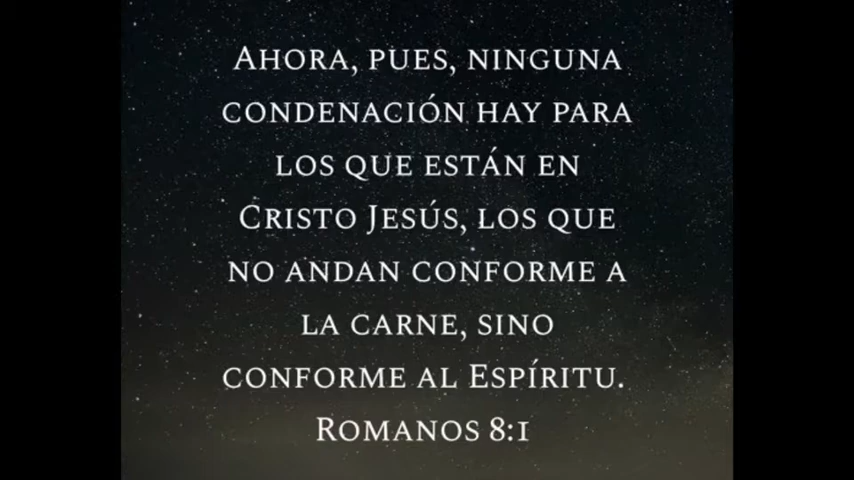 Ahora, pues, ninguna
condenación hay para
los que están en
Cristo Jesús, los que
no andan conforme a
la carne, sino
conforme al Espíritu.
Romanos 8:1